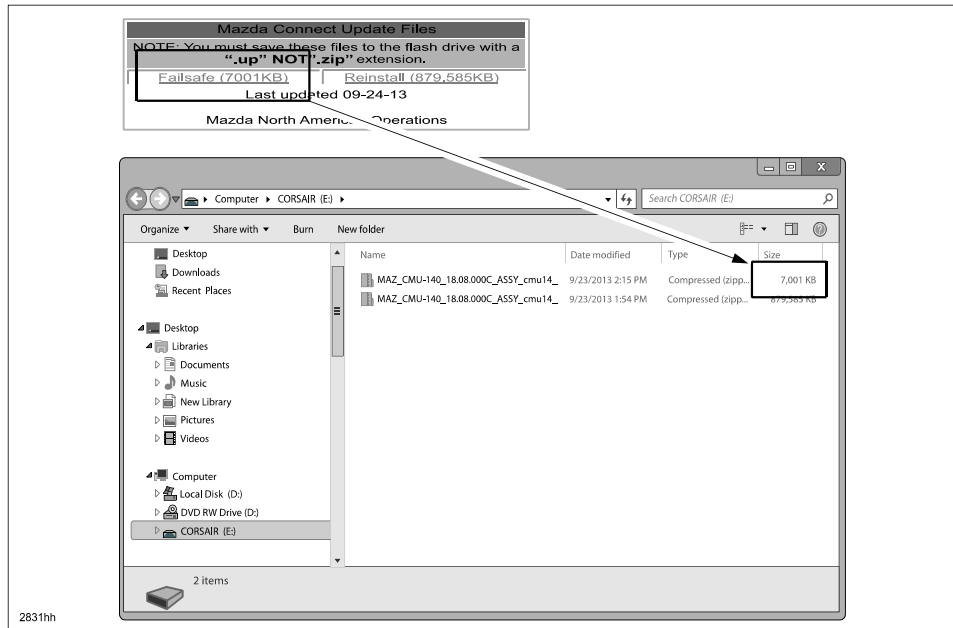 Mazda Connect Update Files
NOTE: You must save these files to the flash drive with a
“.up” NOT”.zip” extension.
Failsafe (7001KB) Reinstall (879,585KB)
Last updated 09-24-13
Mazda North America Operations
Computer CORSAIR (E:)
Search CORSAIR (E:)
Organize Share with Burn New folder
Name Date modified Type Size
MAZ_CMU-140_18.08.000C_ASSY_cmu14_ 9/23/2013 2:15 PM Compressed (zipp... 7,001 KB
MAZ_CMU-140_18.08.000C_ASSY_cmu14_ 9/23/2013 1:54 PM Compressed (zipp... 879,585 KB
Desktop
Downloads
Recent Places
Desktop
Libraries
Documents
Music
New Library
Pictures
Videos
Computer
Local Disk (D:)
DVD RW Drive (D:)
CORSAIR (E:)
2 items
2831hh